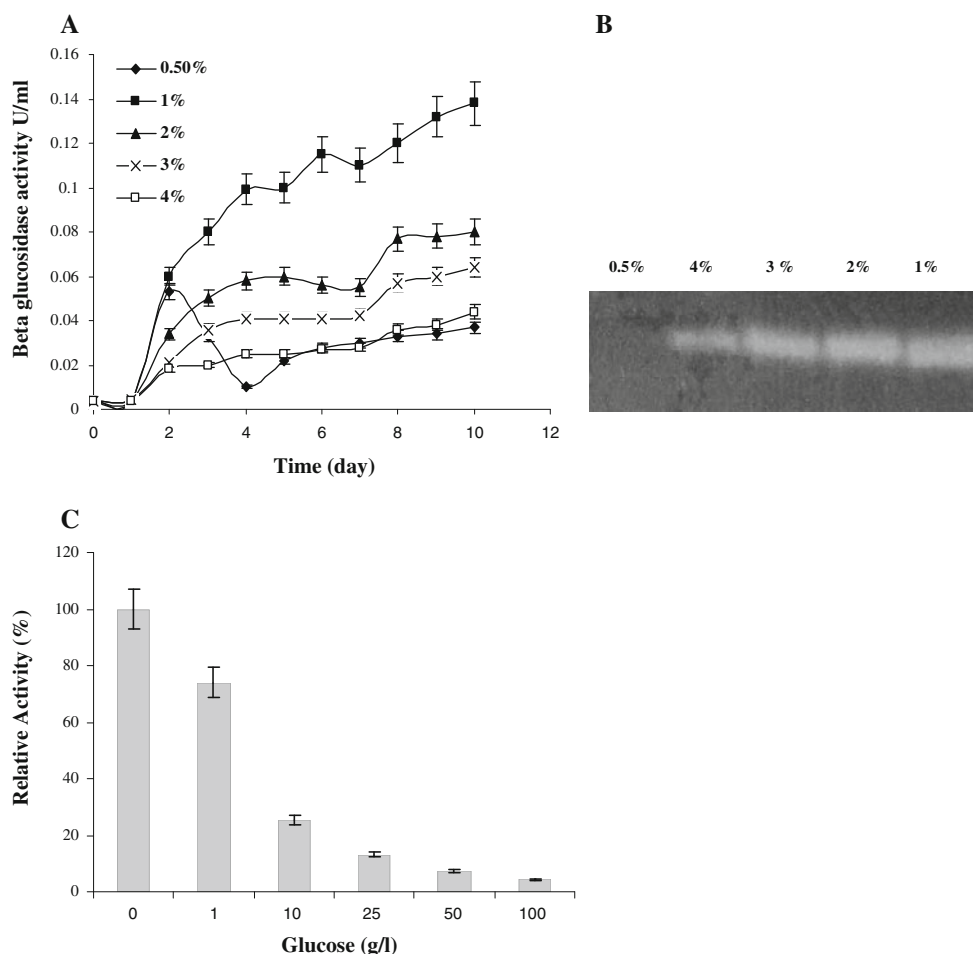 A
Beta glucosidase activity U/ml
0.16
0.14
0.12
0.1
0.08
0.06
0.04
0.02
0
0.50%
1%
2%
3%
4%
0 2 4 6 8 10 12
Time (day)
B
0.5% 4% 3 % 2% 1%
C
Relative Activity (%)
120
100
80
60
40
20
0
0 1 10 25 50 100
Glucose (g/l)